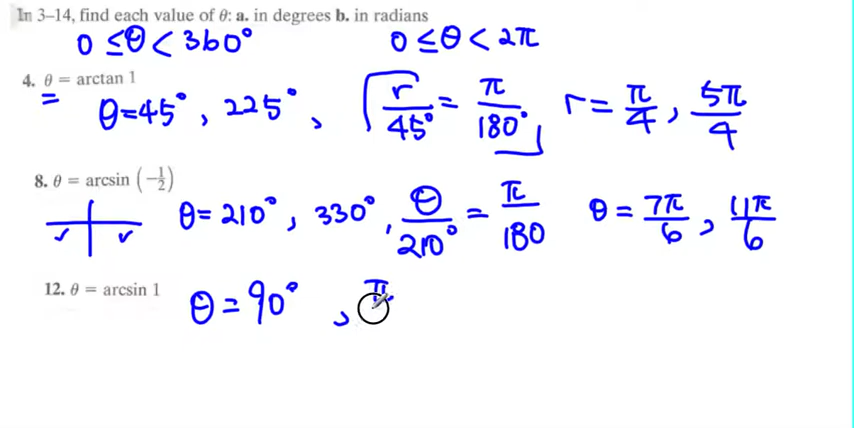 In 3–14, find each value of θ: a. in degrees b. in radians
0 ≤ θ < 360° 0 ≤ θ < 2π
4. θ = arctan 1
= θ = 45°, 225°, r/45° = π/180° r = π/4, 5π/4
8. θ = arcsin (−1/2)
θ = 210°, 330°, θ/210° = π/180 θ = 7π/6, 11π/6
12. θ = arcsin 1
θ = 90°, π